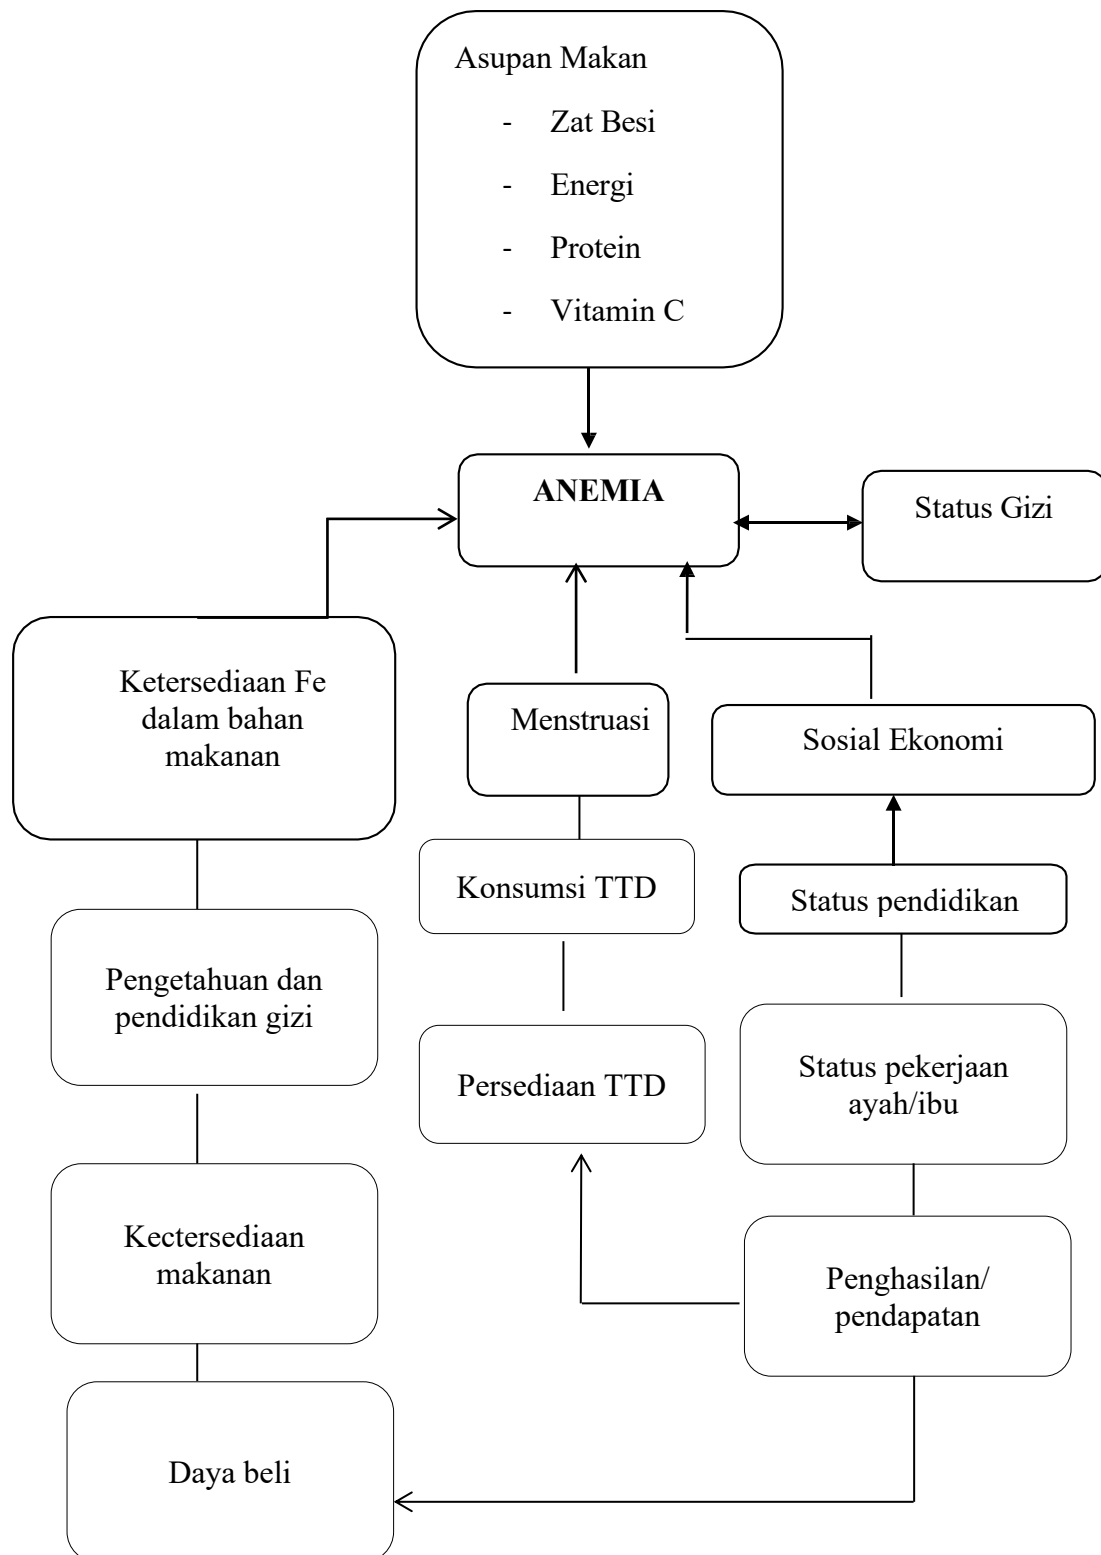 Asupan Makan
- Zat Besi
- Energi
- Protein
- Vitamin C
ANEMIA
Status Gizi
Ketersediaan Fe
dalam bahan
makanan
Menstruasi
Sosial Ekonomi
Konsumsi TTD
Status pendidikan
Pengetahuan dan
pendidikan gizi
Persediaan TTD
Status pekerjaan
ayah/ibu
Kectersediaan
makanan
Penghasilan/
pendapatan
Daya beli